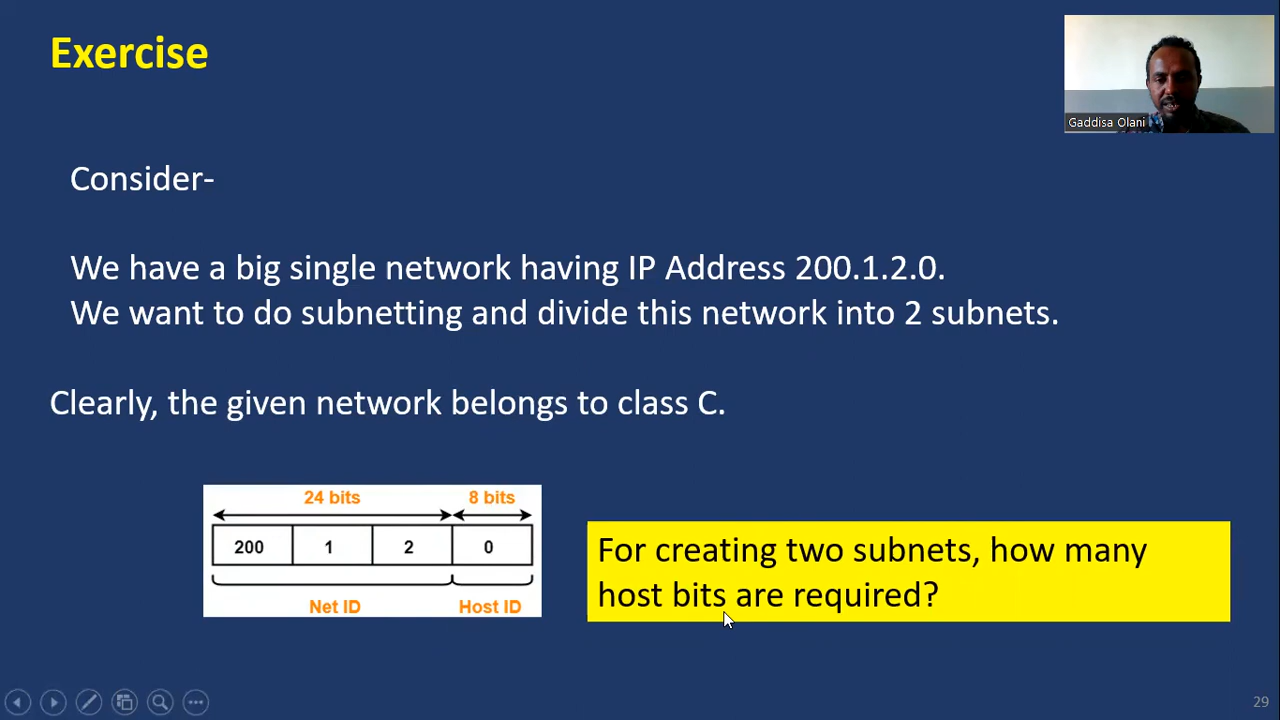 Exercise
Gaddisa Olani
Consider-
We have a big single network having IP Address 200.1.2.0.
We want to do subnetting and divide this network into 2 subnets.
Clearly, the given network belongs to class C.
24 bits 8 bits
200 1 2 0
Net ID Host ID
For creating two subnets, how many
host bits are required?
29